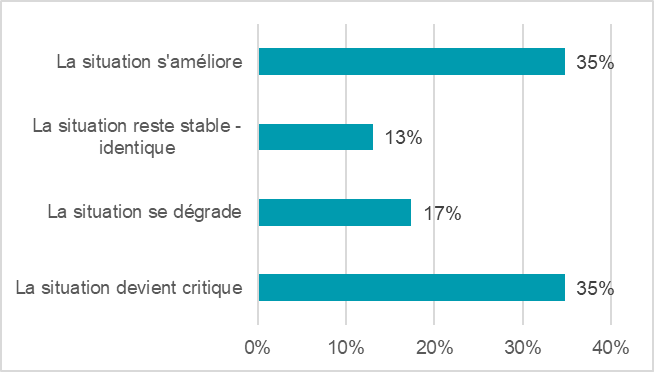 La situation s'améliore
35%
La situation reste stable -
identique
13%
La situation se dégrade
17%
La situation devient critique
35%
0%
10%
20%
30%
40%